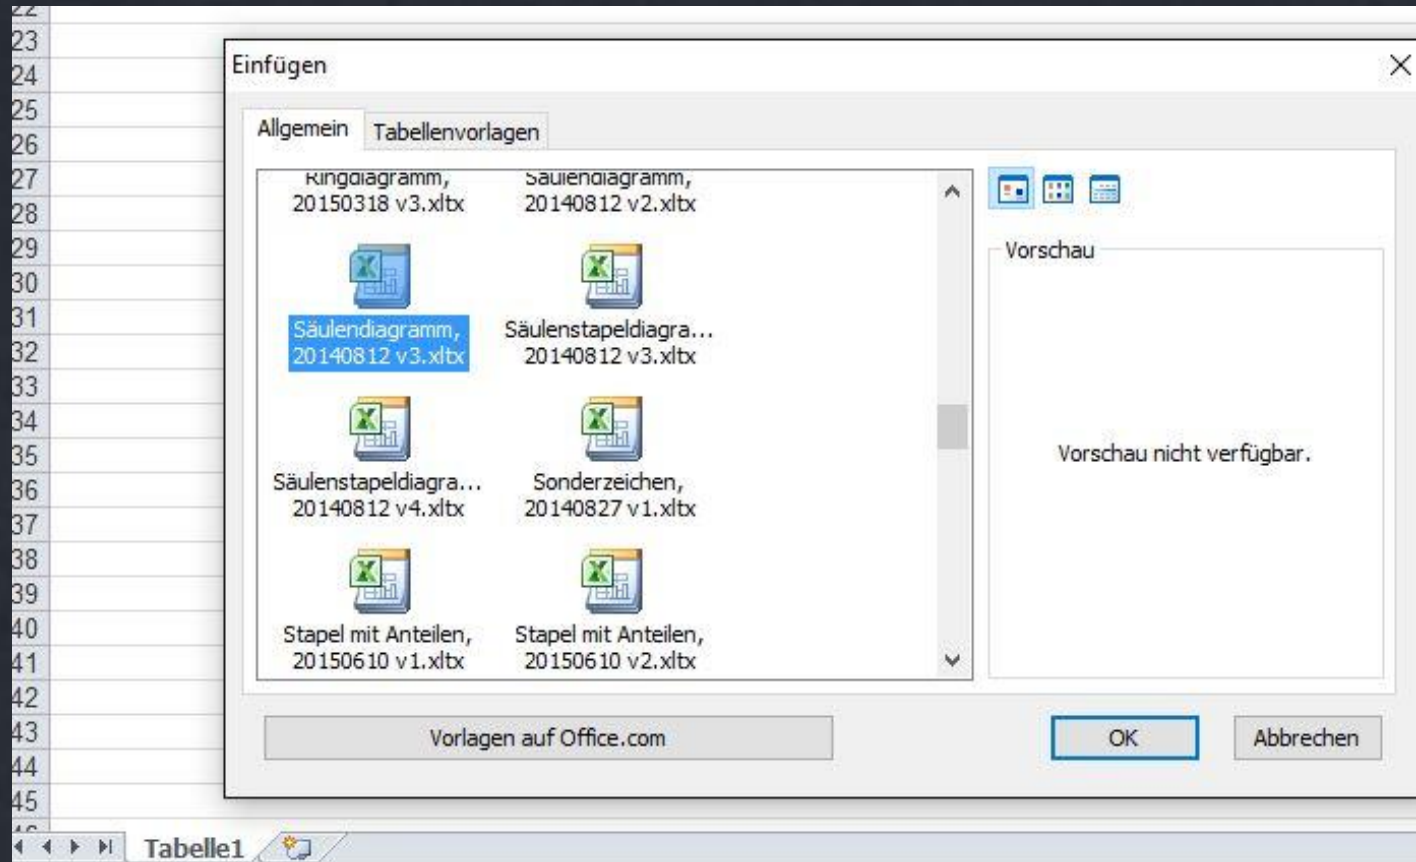 22
23
24
25
26
27
28
29
30
31
32
33
34
35
36
37
38
39
40
41
42
43
44
45
46
Einfügen
Allgemein Tabellenvorlagen
Ringdiagramm, Säulendiagramm,
20150318 v3.xltx 20140812 v2.xltx
Säulendiagramm, Säulenstapeldiagra...
20140812 v3.xltx 20140812 v3.xltx
Säulenstapeldiagra... Sonderzeichen,
20140812 v4.xltx 20140827 v1.xltx
Stapel mit Anteilen, Stapel mit Anteilen,
20150610 v1.xltx 20150610 v2.xltx
Vorschau
Vorschau nicht verfügbar.
Vorlagen auf Office.com OK Abbrechen
Tabelle1